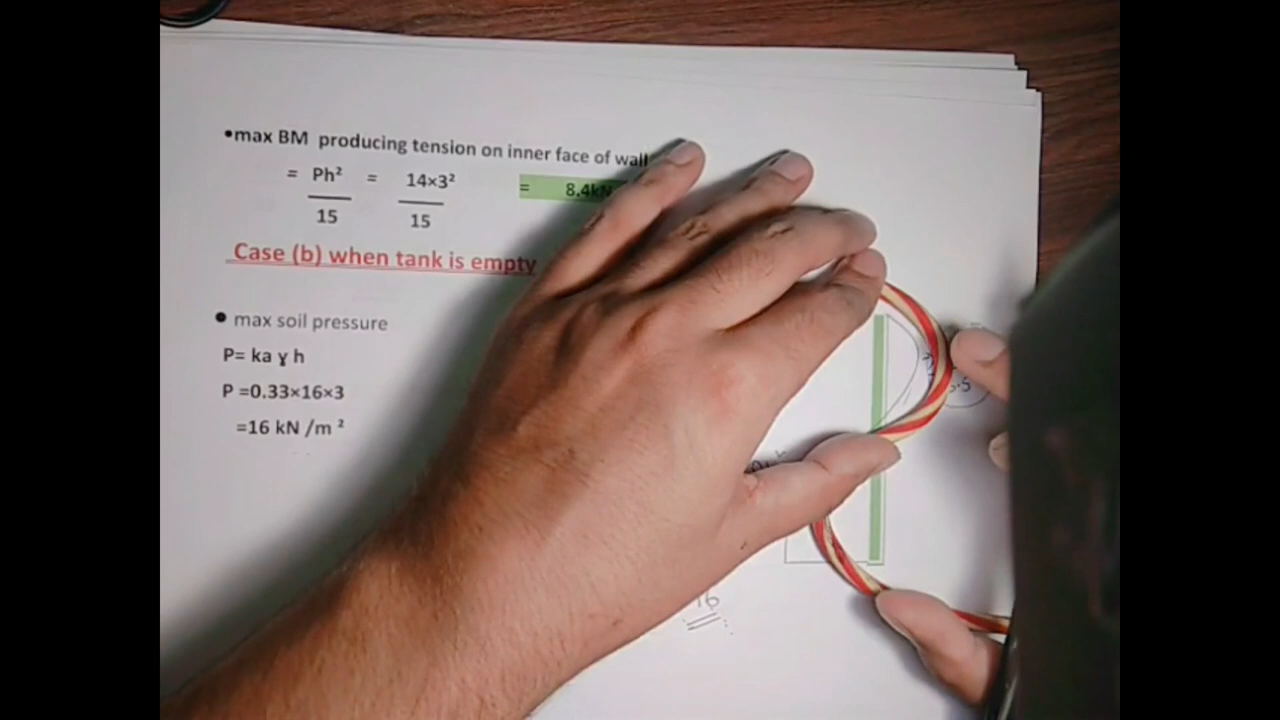 •max BM producing tension on inner face of wall
= Ph² = 14×3² = 8.4kN
15 15
Case (b) when tank is empty
• max soil pressure
P= ka ɣ h
P =0.33×16×3
=16 kN /m ²
16